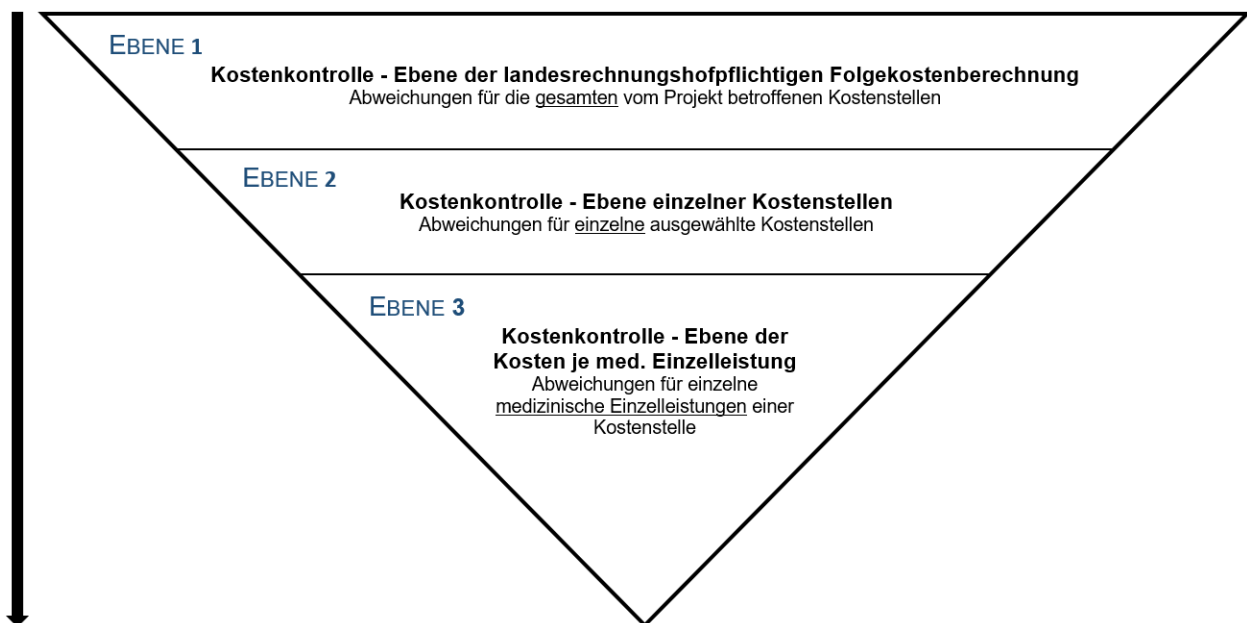 EBENE 1
Kostenkontrolle - Ebene der landesrechnungshofpflichtigen Folgekostenberechnung
Abweichungen für die gesamten vom Projekt betroffenen Kostenstellen
EBENE 2
Kostenkontrolle - Ebene einzelner Kostenstellen
Abweichungen für einzelne ausgewählte Kostenstellen
EBENE 3
Kostenkontrolle - Ebene der
Kosten je med. Einzelleistung
Abweichungen für einzelne
medizinische Einzelleistungen einer
Kostenstelle